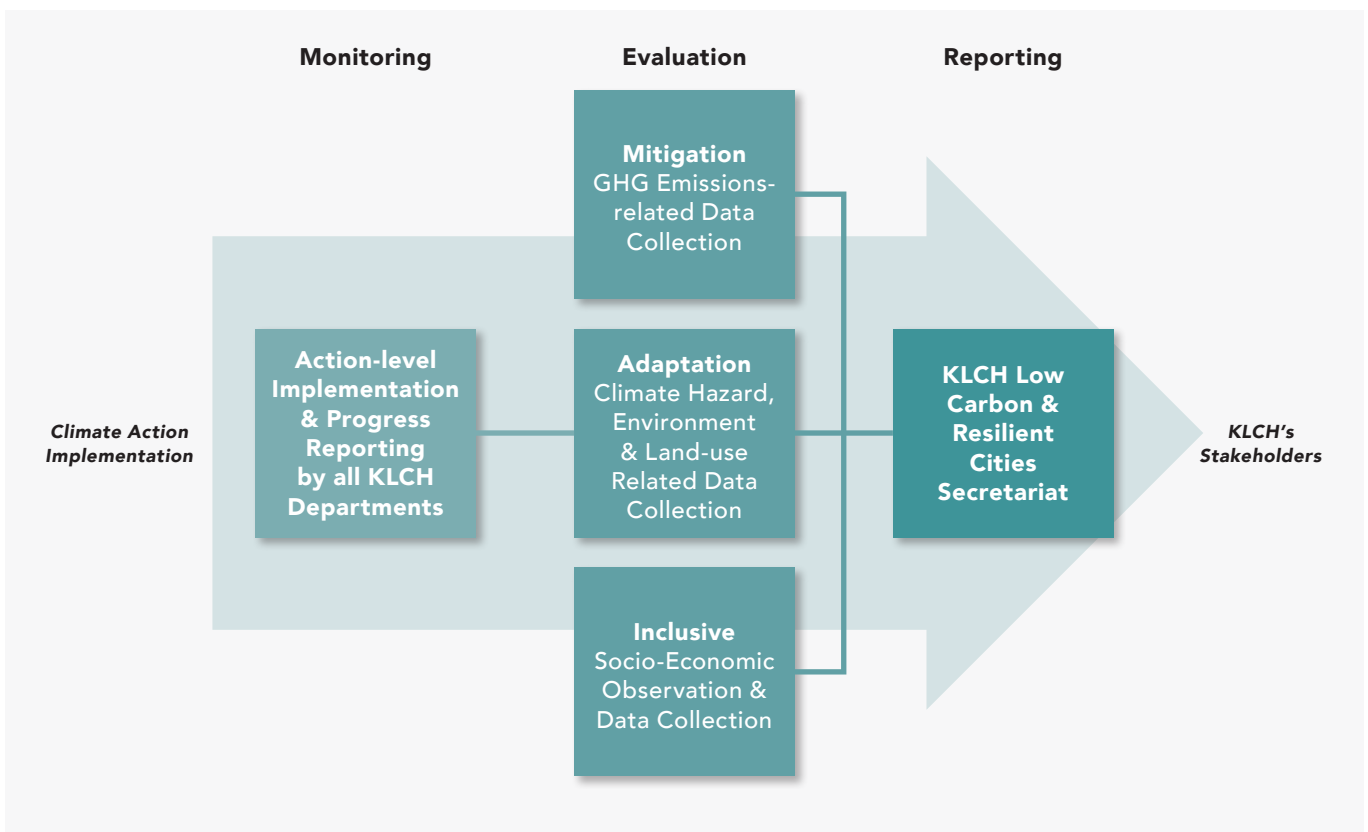 Monitoring
Evaluation
Reporting
Climate Action
Implementation
Action-level
Implementation
& Progress
Reporting
by all KLCH
Departments
Mitigation
GHG Emissions-
related Data
Collection
Adaptation
Climate Hazard,
Environment
& Land-use
Related Data
Collection
Inclusive
Socio-Economic
Observation &
Data Collection
KLCH Low
Carbon &
Resilient
Cities
Secretariat
KLCH's
Stakeholders